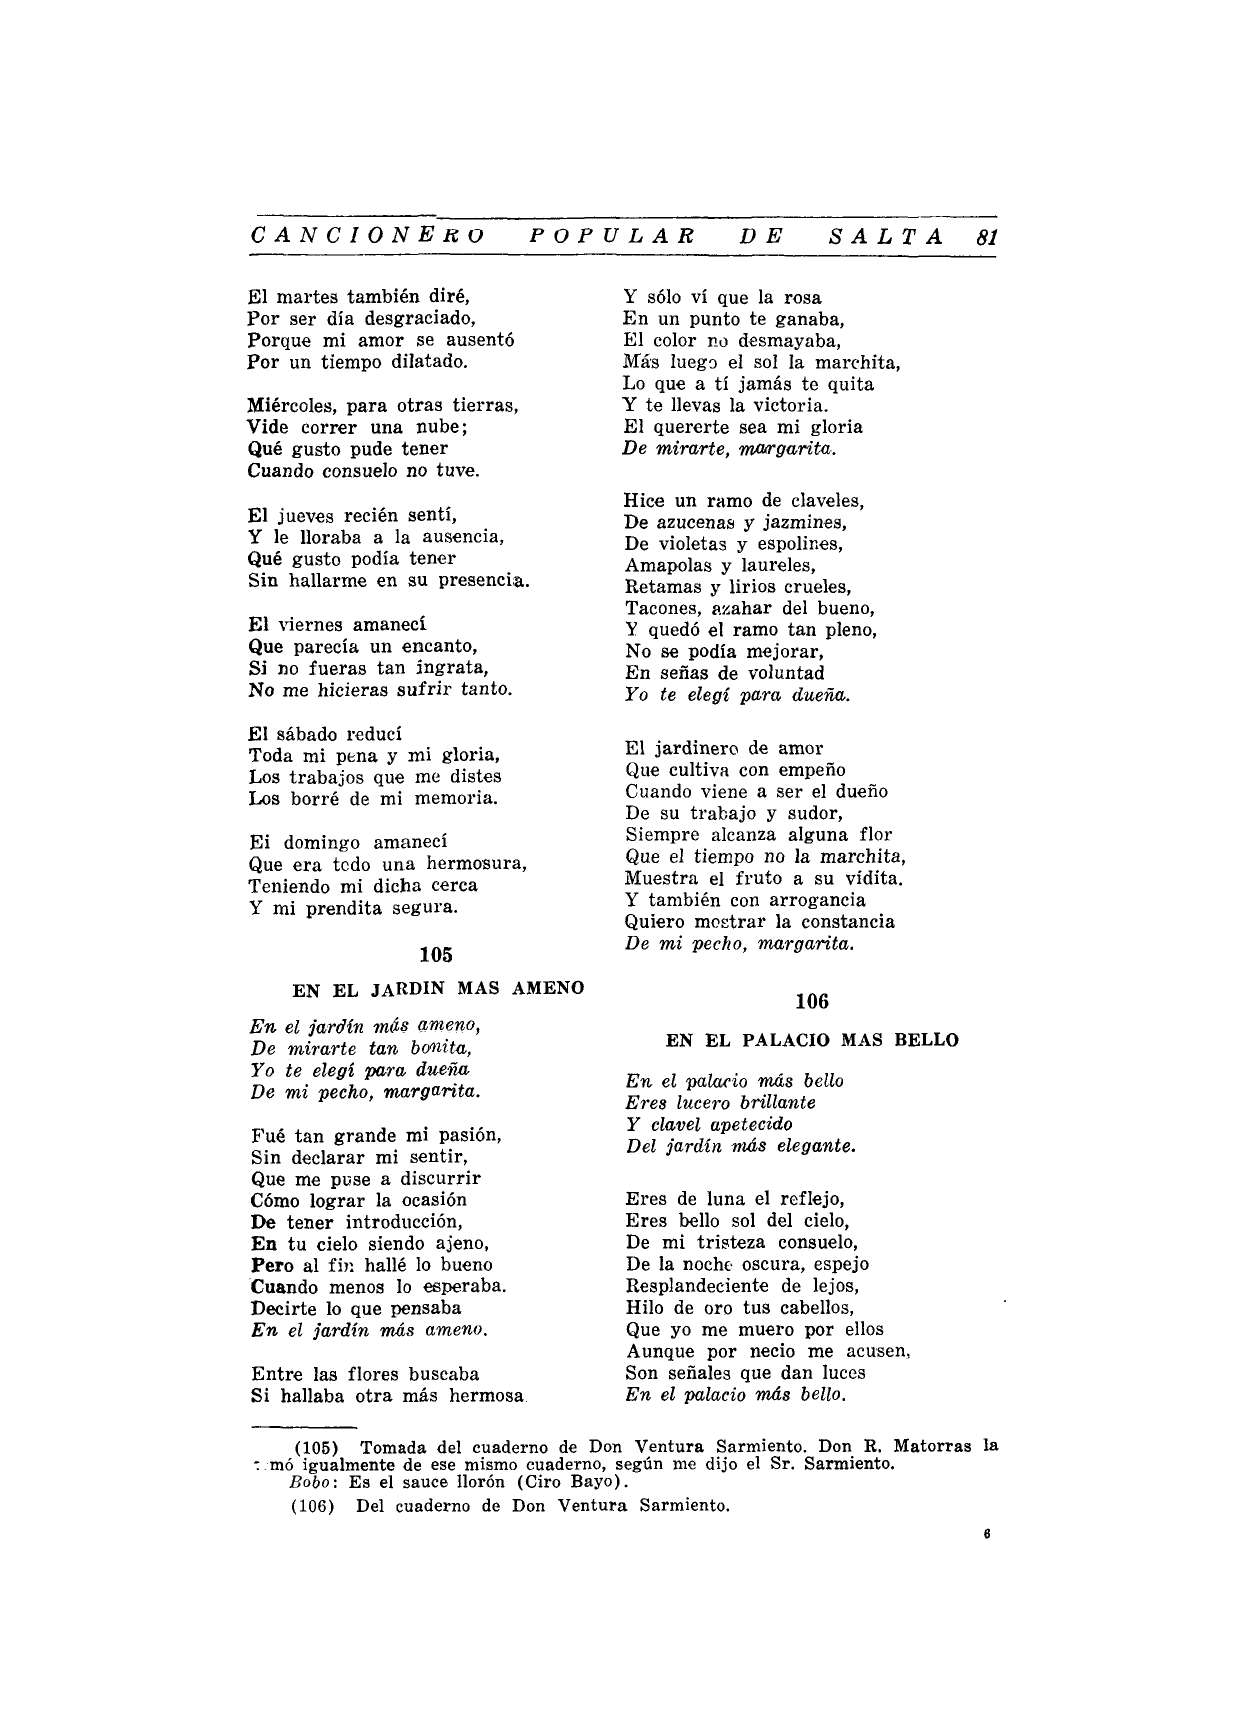 CANCIONERO POPULAR DE SALTA 81
El martes también diré,
Por ser día desgraciado,
Porque mi amor se ausentó
Por un tiempo dilatado.
Miércoles, para otras tierras,
Vide correr una nube;
Qué gusto pude tener
Cuando consuelo no tuve.
El jueves recién sentí,
Y le lloraba a la ausencia,
Qué gusto podía tener
Sin hallarme en su presencia.
El viernes amanecí
Que parecía un encanto,
Si no fueras tan ingrata,
No me hicieras sufrir tanto.
El sábado reducí
Toda mi pena y mi gloria,
Los trabajos que me distes
Los borré de mi memoria.
El domingo amanecí
Que era todo una hermosura,
Teniendo mi dicha cerca
Y mi prendita segura.
105
EN EL JARDIN MAS AMENO
En el jardín más ameno,
De mirarte tan bonita,
Yo te elegí para dueña
De mi pecho, margarita.
Fué tan grande mi pasión,
Sin declarar mi sentir,
Que me puse a discurrir
Cómo lograr la ocasión
De tener introducción,
En tu cielo siendo ajeno,
Pero al fin hallé lo bueno
Cuando menos lo esperaba.
Decirte lo que pensaba
En el jardín más ameno.
Entre las flores buscaba
Si hallaba otra más hermosa
Y sólo ví que la rosa
En un punto te ganaba,
El color no desmayaba,
Más luego el sol la marchita,
Lo que a tí jamás te quita
Y te llevas la victoria.
El quererte sea mi gloria
De mirarte, margarita.
Hice un ramo de claveles,
De azucenas y jazmines,
De violetas y espolines,
Amapolas y laureles,
Retamas y lirios crueles,
Tacones, azahar del bueno,
Y quedó el ramo tan pleno,
No se podía mejorar,
En señas de voluntad
Yo te elegí para dueña.
El jardinero de amor
Que cultiva con empeño
Cuando viene a ser el dueño
De su trabajo y sudor,
Siempre alcanza alguna flor
Que el tiempo no la marchita,
Muestra el fruto a su vidita.
Y también con arrogancia
Quiero mostrar la constancia
De mi pecho, margarita.
106
EN EL PALACIO MAS BELLO
En el palacio más bello
Eres lucero brillante
Y clavel apetecido
Del jardín más elegante.
Eres de luna el reflejo,
Eres bello sol del cielo,
De mi tristeza consuelo,
De la noche oscura, espejo
Resplandeciente de lejos,
Hilo de oro tus cabellos,
Que yo me muero por ellos
Aunque por necio me acusen,
Son señales que dan luces
En el palacio más bello.
(105) Tomada del cuaderno de Don Ventura Sarmiento. Don R. Matorras la
mó igualmente de ese mismo cuaderno, según me dijo el Sr. Sarmiento.
Bobo: Es el sauce llorón (Ciro Bayo).
(106) Del cuaderno de Don Ventura Sarmiento.
6